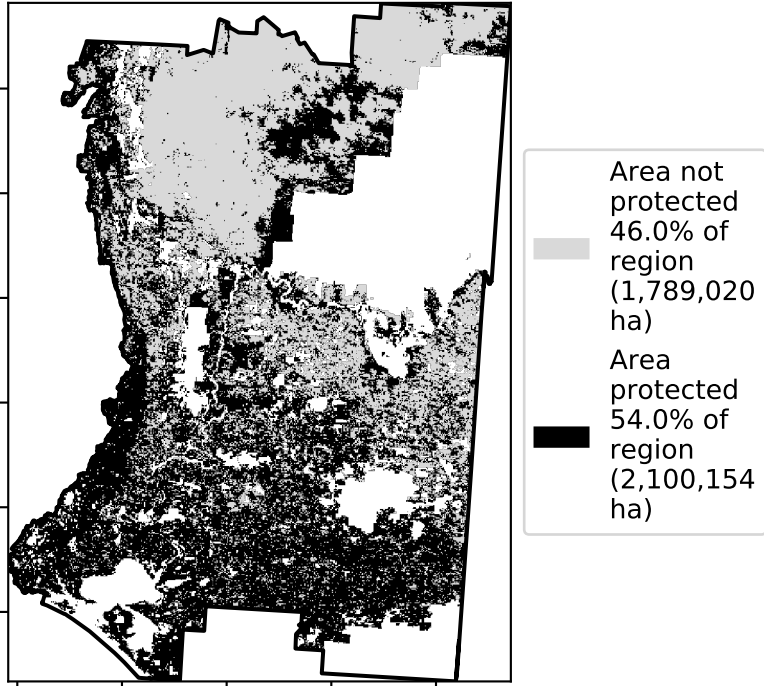 Area not
protected
46.0% of
region
(1,789,020
ha)
Area
protected
54.0% of
region
(2,100,154
ha)